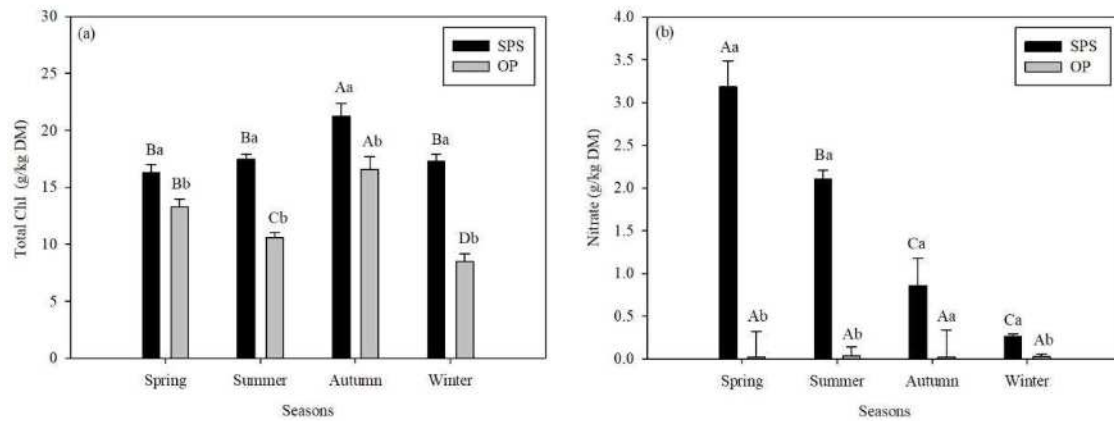 (a)
SPS
OP
Total Chl (g/kg DM)
30
25
20
15
10
5
0
Ba
Bb
Ba
Cb
Aa
Ab
Ba
Db
Spring
Summer
Autumn
Winter
Seasons
(b)
SPS
OP
Nitrate (g/kg DM)
4.0
3.5
3.0
2.5
2.0
1.5
1.0
0.5
0.0
Aa
Ab
Ba
Ab
Ca
Aa
Ca
Ab
Spring
Summer
Autumn
Winter
Seasons